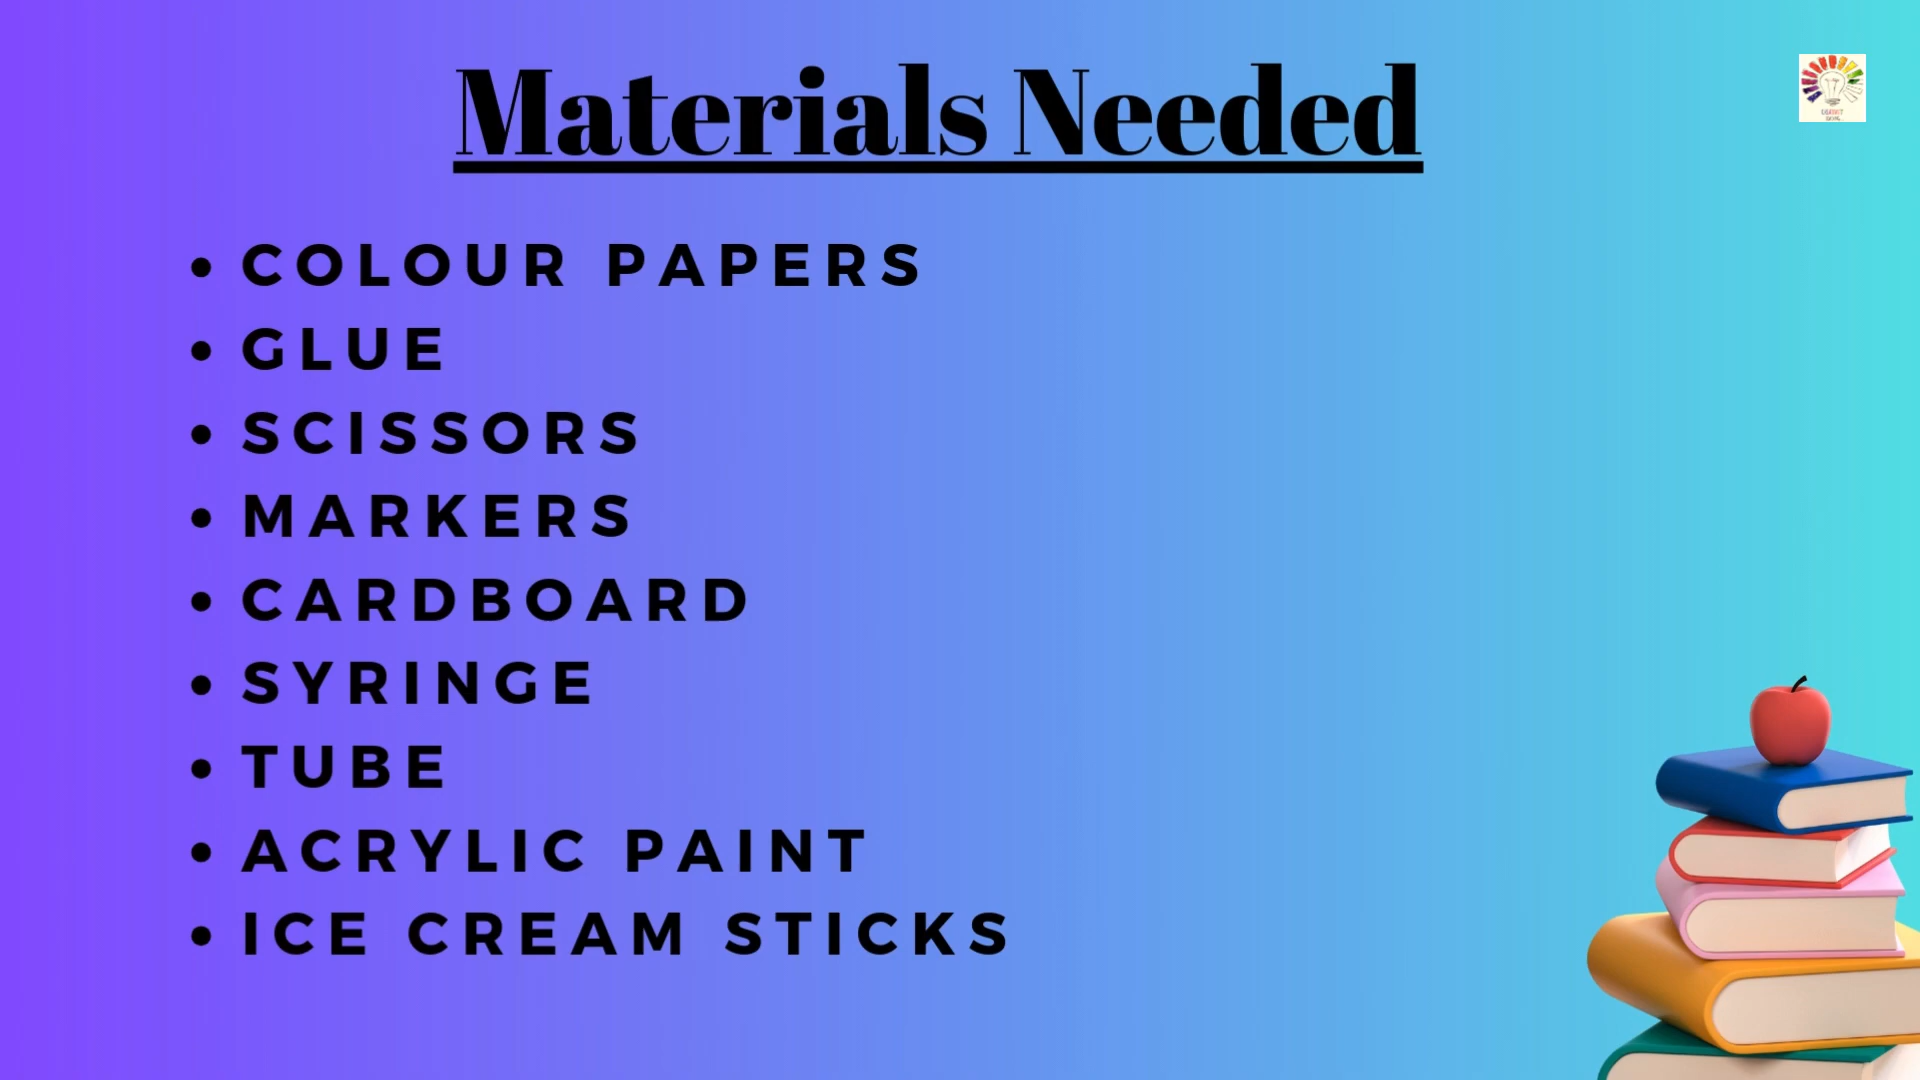 Materials Needed
• COLOUR PAPERS
• GLUE
• SCISSORS
• MARKERS
• CARDBOARD
• SYRINGE
• TUBE
• ACRYLIC PAINT
• ICE CREAM STICKS